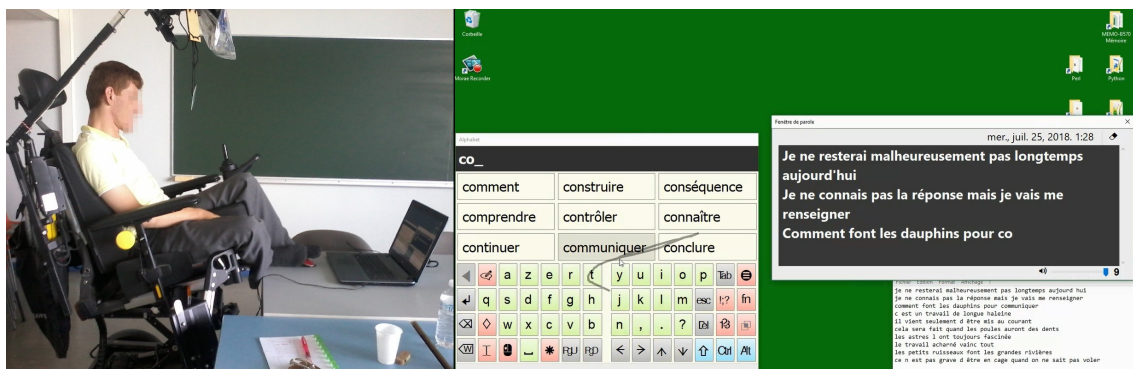 Corbeille
Morae Recorder
MEMO-8570
Mémoire
Perl
Python
Alphabet
co_
comment construire conséquence
comprendre contrôler connaître
continuer communiquer conclure
a z e r t y u i o p Tab
q s d f g h j k l m esc !;? fn
w x c v b n , . ?
W I PgU PgD Ctrl Alt
Fenêtre de parole
mer., juil. 25, 2018. 1:28
Je ne resterai malheureusement pas longtemps
aujourd'hui
Je ne connais pas la réponse mais je vais me
renseigner
Comment font les dauphins pour co
9
Fichier Edition Format Affichage ?
je ne resterai malheureusement pas longtemps aujourd hui
je ne connais pas la réponse mais je vais me renseigner
comment font les dauphins pour communiquer
c est un travail de longue haleine
il vient seulement d être mis au courant
cela sera fait quand les poules auront des dents
les astres l ont toujours fascinée
le travail acharné vainc tout
les petits ruisseaux font les grandes rivières
ce n est pas grave d être en cage quand on ne sait pas voler